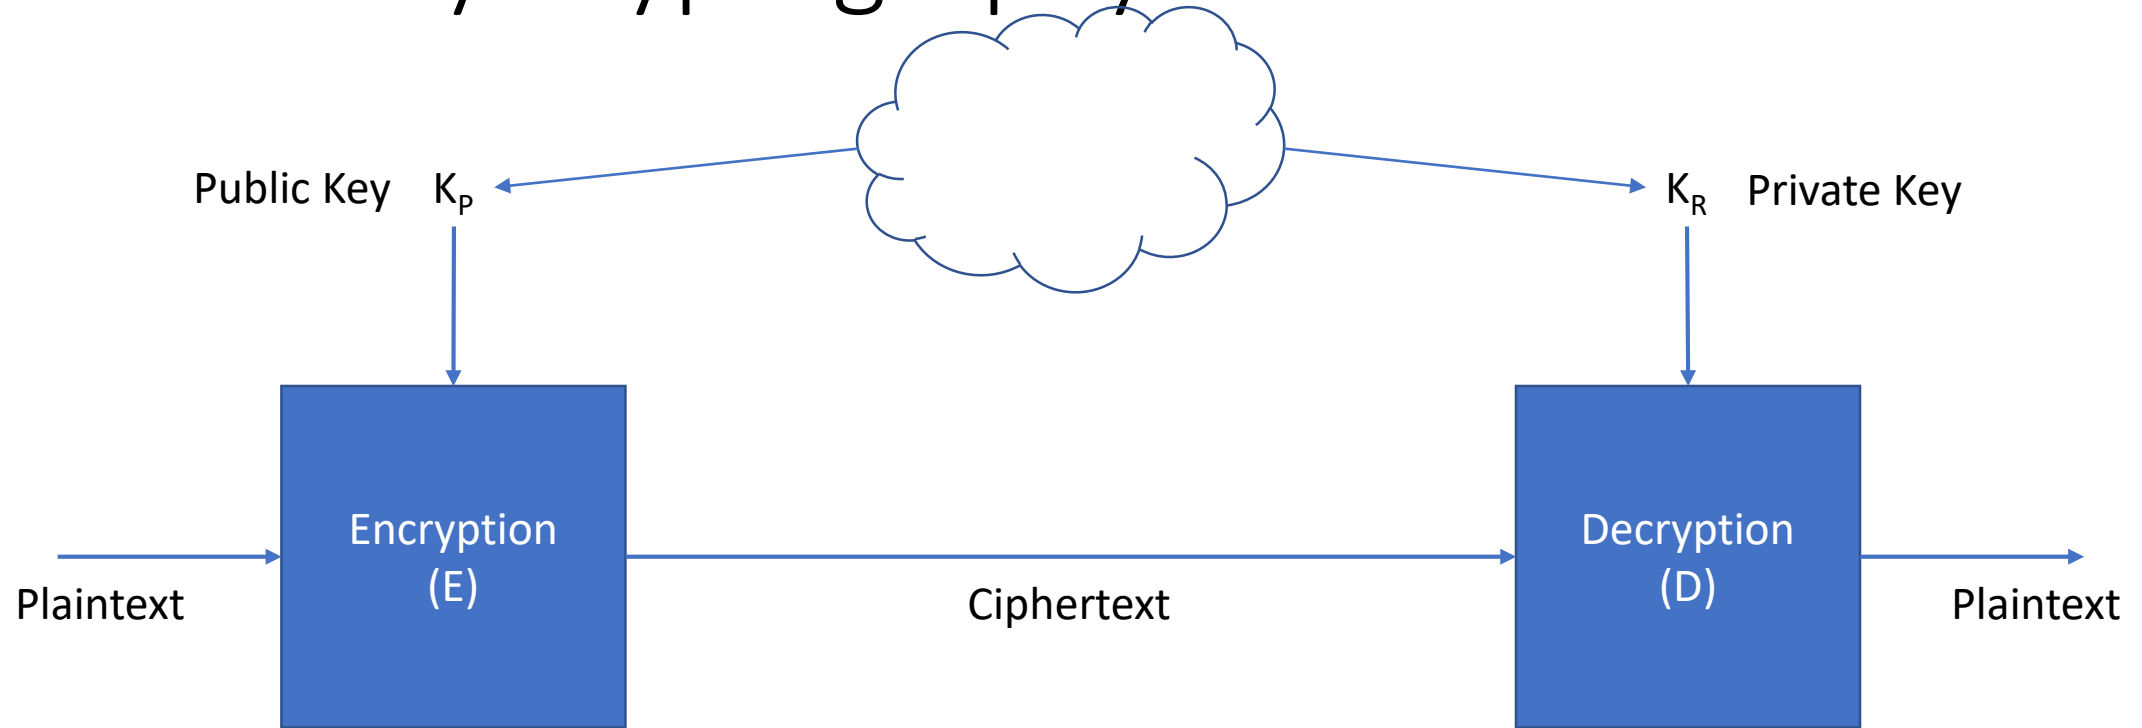 Public Key K_P
K_R Private Key
Encryption
(E)
Decryption
(D)
Plaintext
Ciphertext
Plaintext